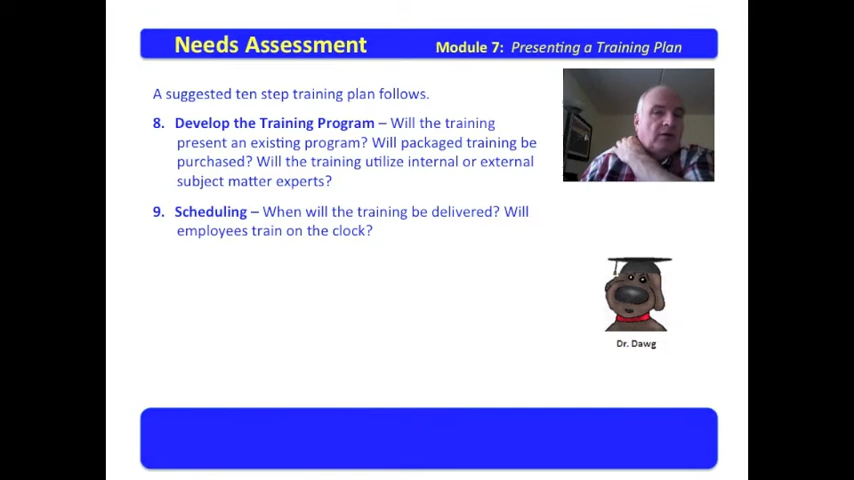 Needs Assessment
Module 7: Presenting a Training Plan
A suggested ten step training plan follows.
8. Develop the Training Program – Will the training
present an existing program? Will packaged training be
purchased? Will the training utilize internal or external
subject matter experts?
9. Scheduling – When will the training be delivered? Will
employees train on the clock?
Dr. Dawg